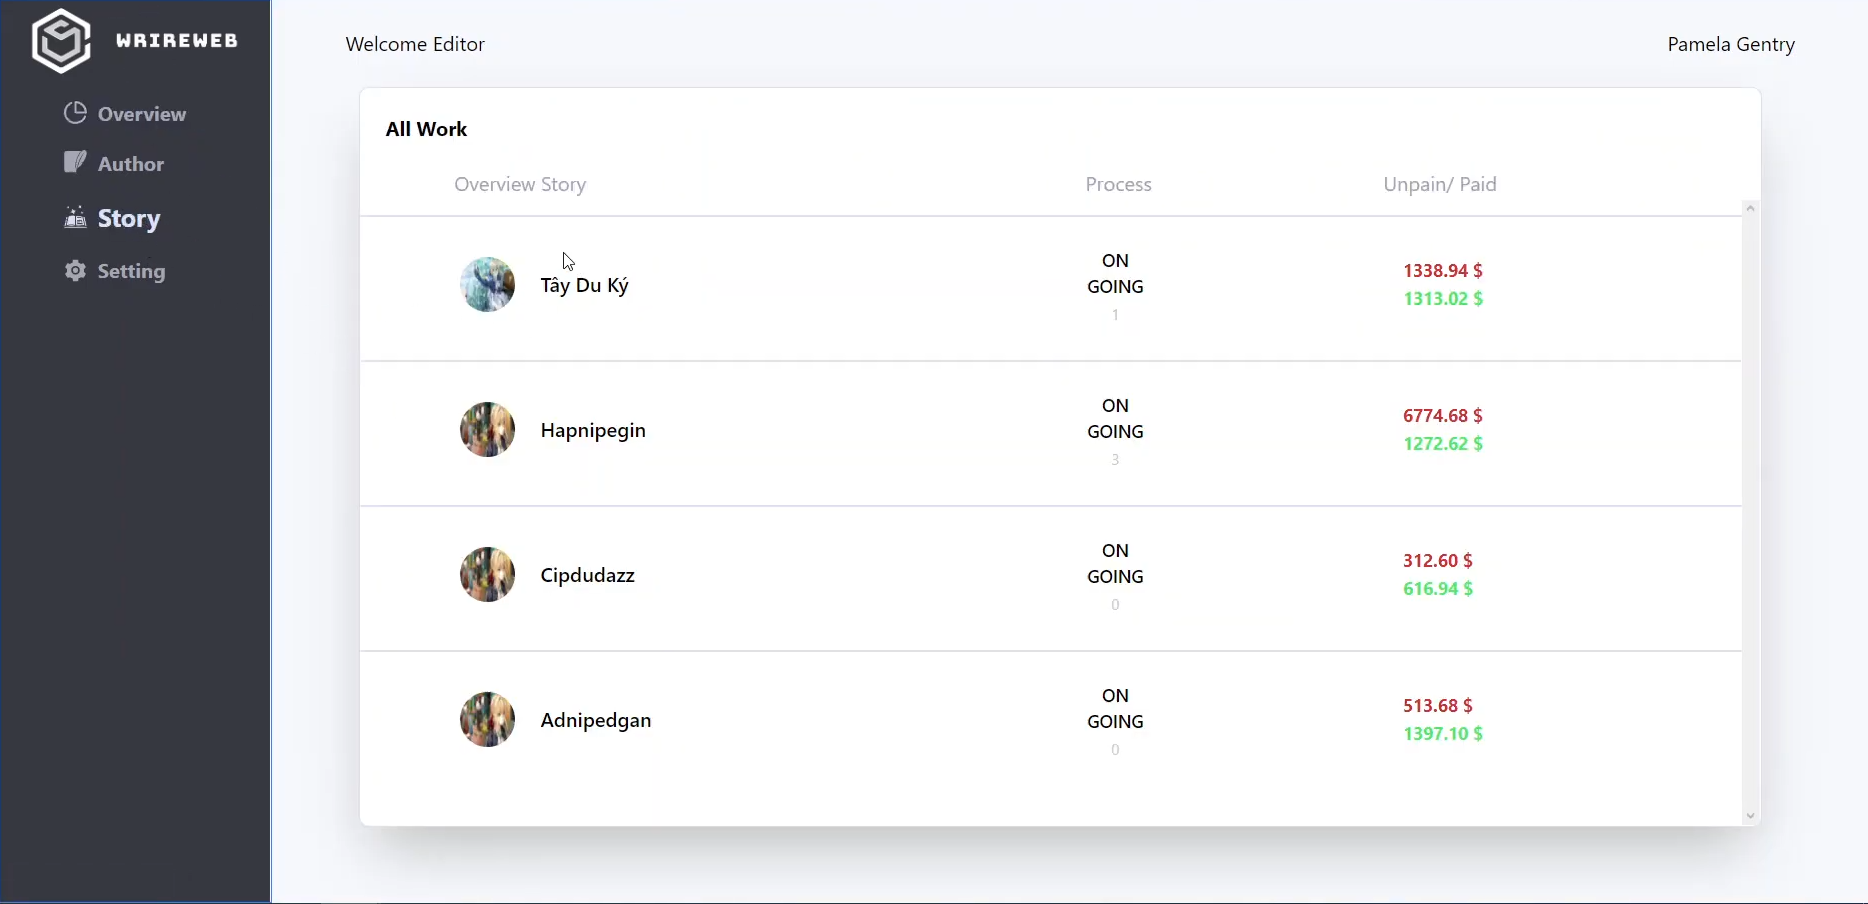 WRIREWEB
Overview
Author
Story
Setting
Welcome Editor
Pamela Gentry
All Work
Overview Story
Process
Unpain/ Paid
Tây Du Ký
ON
GOING
1
1338.94 $
1313.02 $
Hapnipegin
ON
GOING
3
6774.68 $
1272.62 $
Cipdudazz
ON
GOING
0
312.60 $
616.94 $
Adnipedgan
ON
GOING
0
513.68 $
1397.10 $